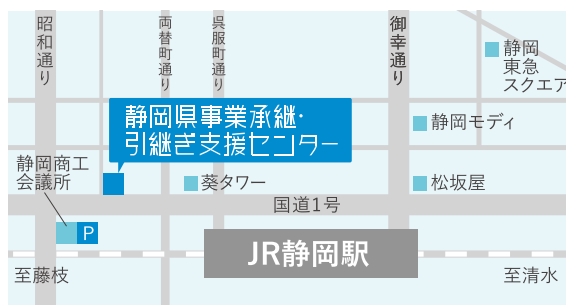 昭和通り
両替町通り
呉服町通り
御幸通り
静岡
東急
スクエア
静岡県事業承継・
引継ぎ支援センター
静岡モディ
静岡商工
会議所
葵タワー
松坂屋
国道1号
P
JR静岡駅
至藤枝
至清水